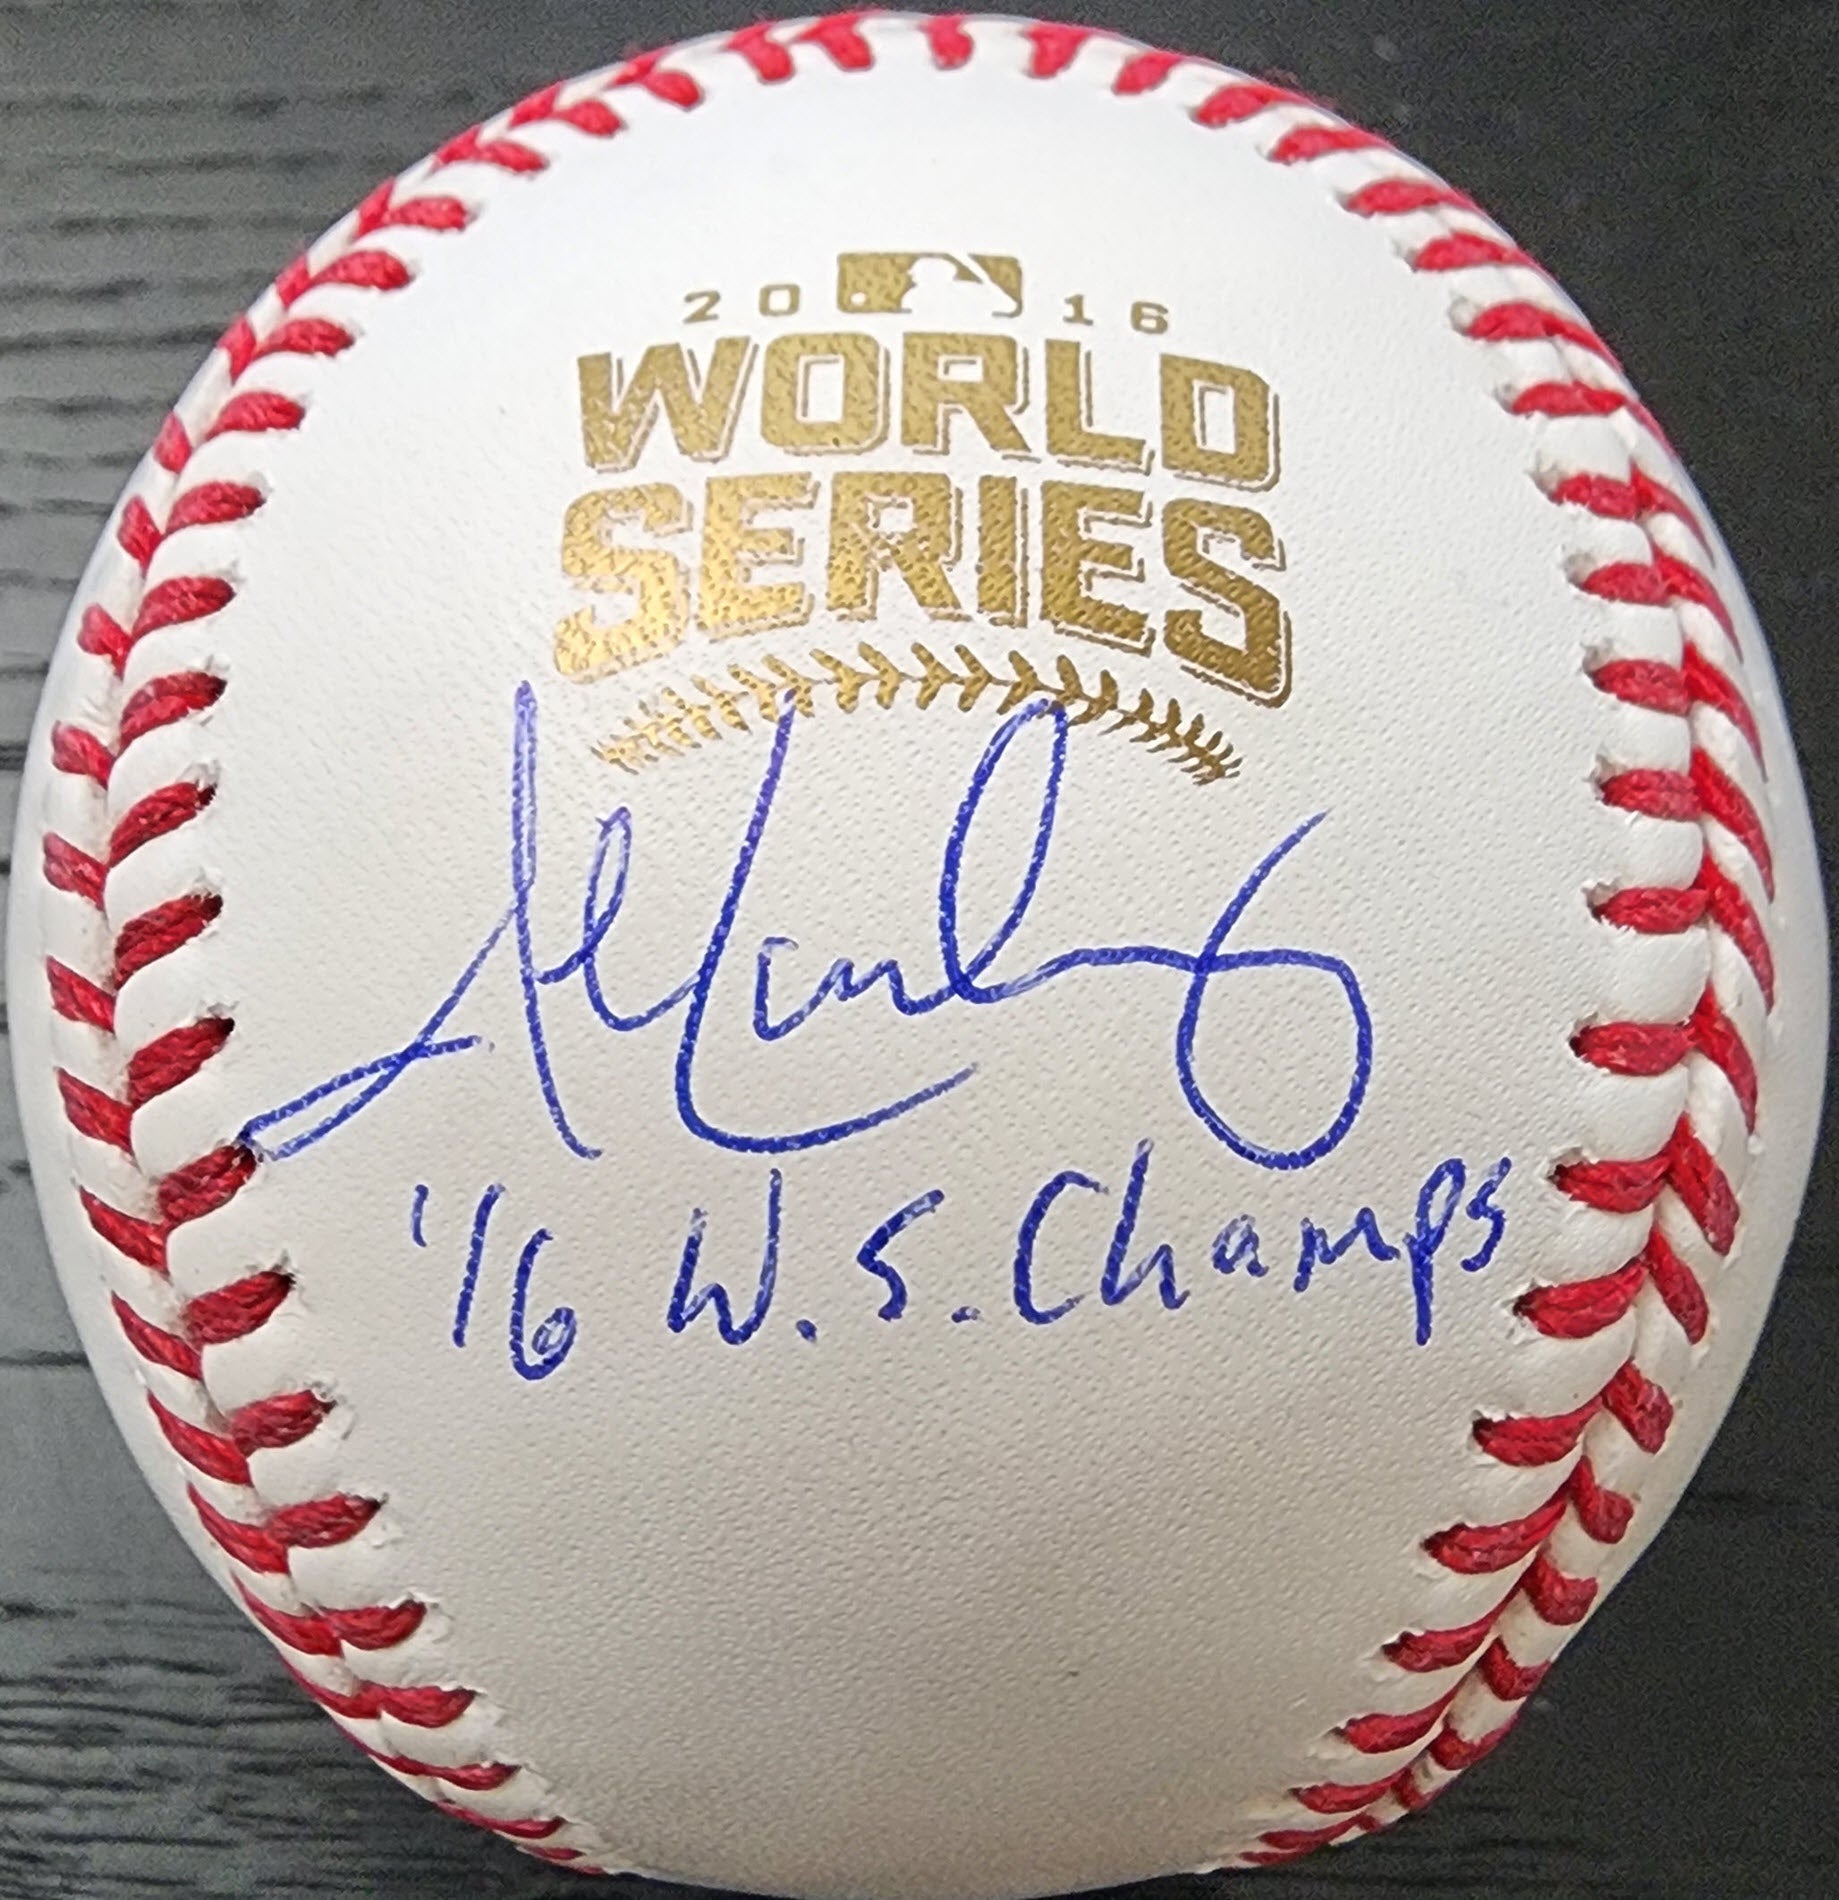 2016
WORLD
SERIES
'16 W.S. Champs